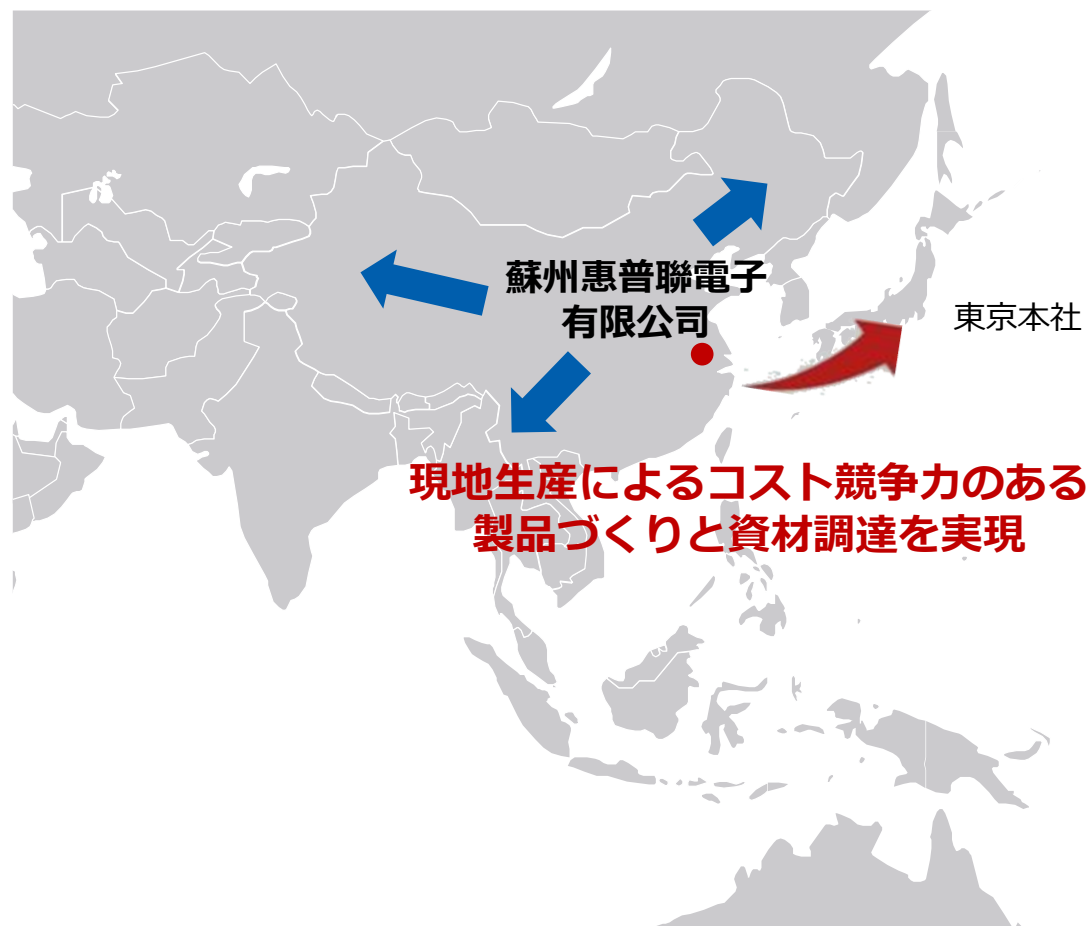 蘇州惠普聯電子
有限公司
東京本社
現地生産によるコスト競争力のある
製品づくりと資材調達を実現